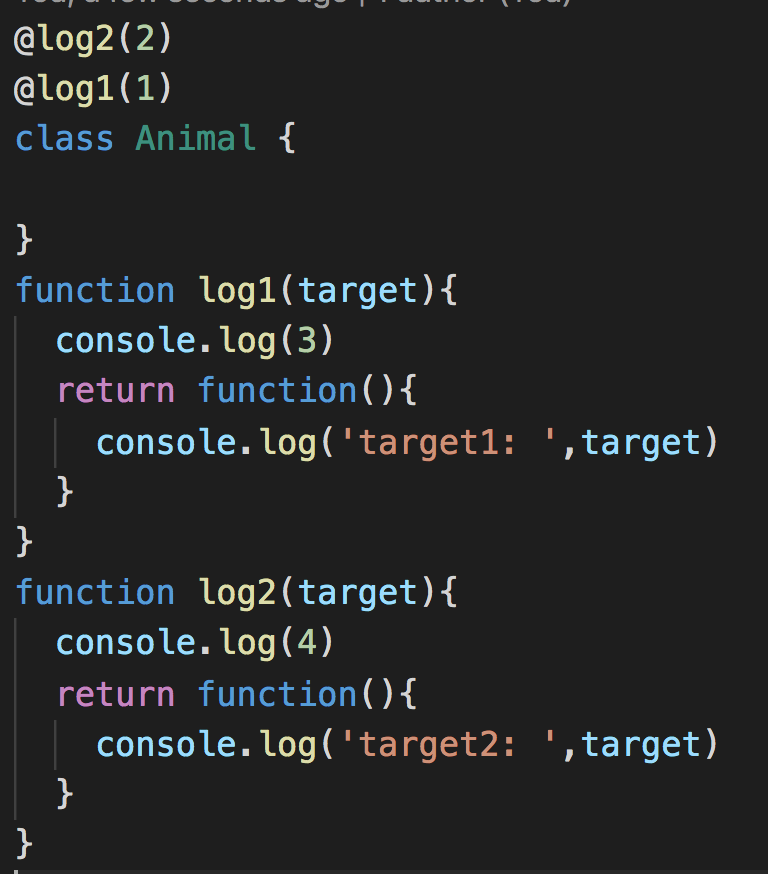 @log2(2)
@log1(1)
class Animal {
}
function log1(target){
console.log(3)
return function(){
console.log('target1: ',target)
}
}
function log2(target){
console.log(4)
return function(){
console.log('target2: ',target)
}
}